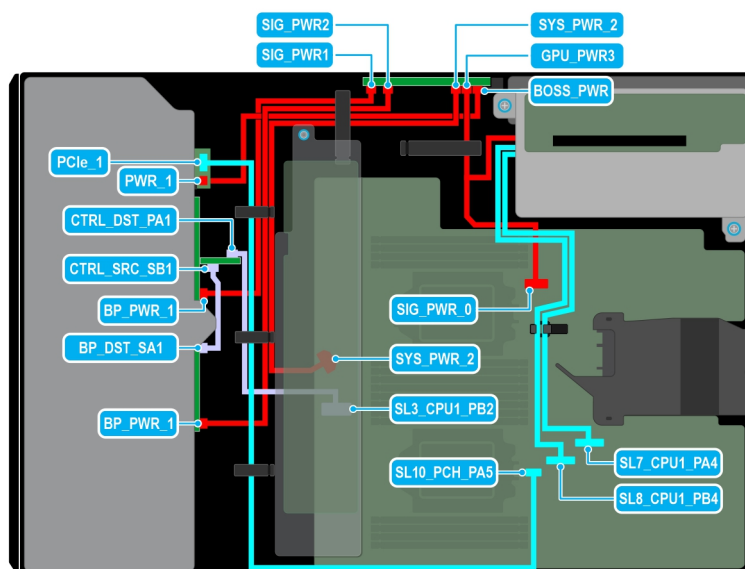 SIG_PWR2
SYS_PWR_2
SIG_PWR1
GPU_PWR3
BOSS_PWR
PCIe_1
PWR_1
CTRL_DST_PA1
CTRL_SRC_SB1
BP_PWR_1
SIG_PWR_0
BP_DST_SA1
SYS_PWR_2
SL3_CPU1_PB2
BP_PWR_1
SL7_CPU1_PA4
SL10_PCH_PA5
SL8_CPU1_PB4